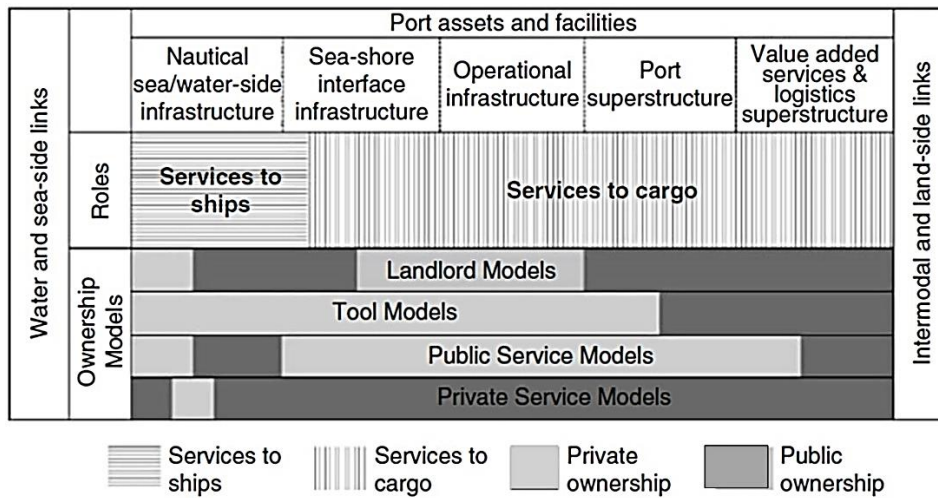 Port assets and facilities
Nautical
sea/water-side
infrastructure
Sea-shore
interface
infrastructure
Operational
infrastructure
Port
superstructure
Value added
services &
logistics
superstructure
Water and sea-side links
Roles
Services to
ships
Services to cargo
Intermodal and land-side links
Ownership
Models
Landlord Models
Tool Models
Public Service Models
Private Service Models
Services to
ships
Services to
cargo
Private
ownership
Public
ownership